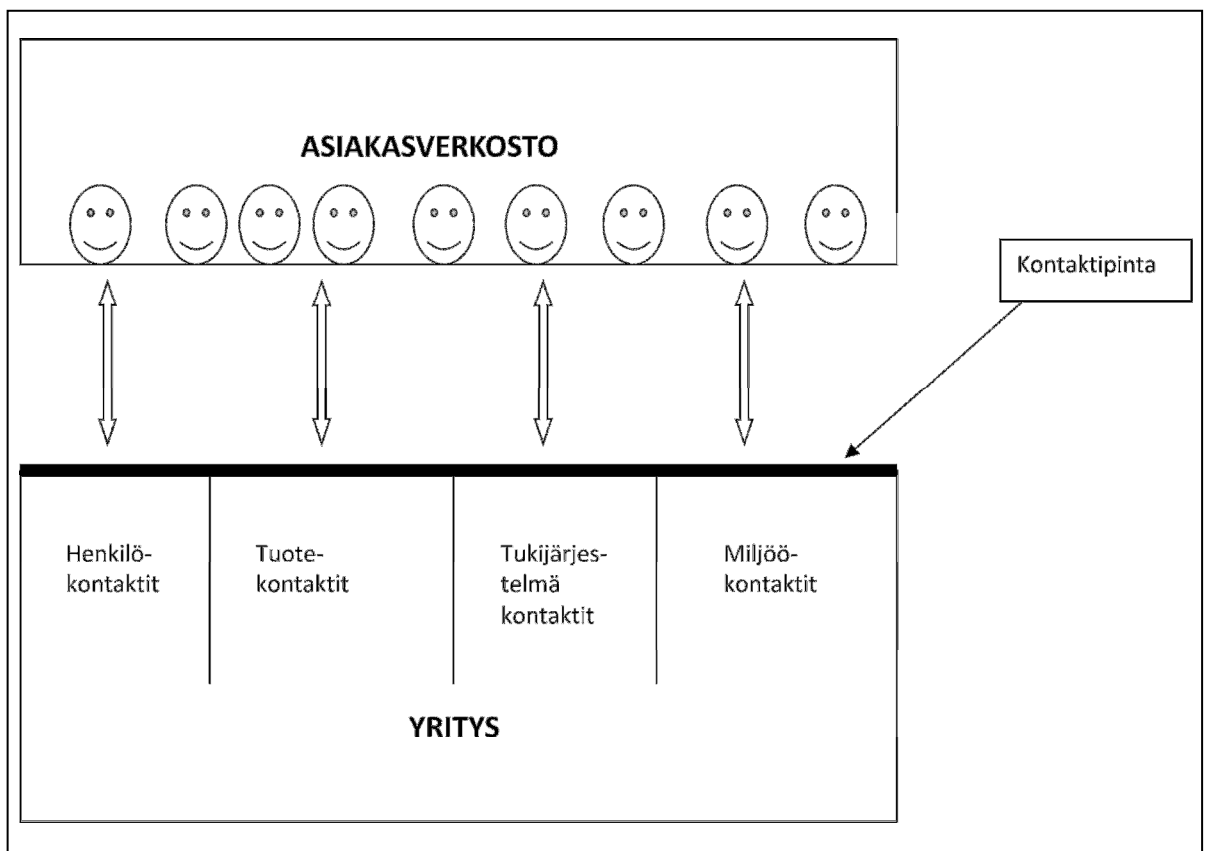 ASIAKASVERKOSTO
Kontaktipinta
Henkilö-
kontaktit
Tuote-
kontaktit
Tukijärjes-
telmä
kontaktit
Miljöö-
kontaktit
YRITYS